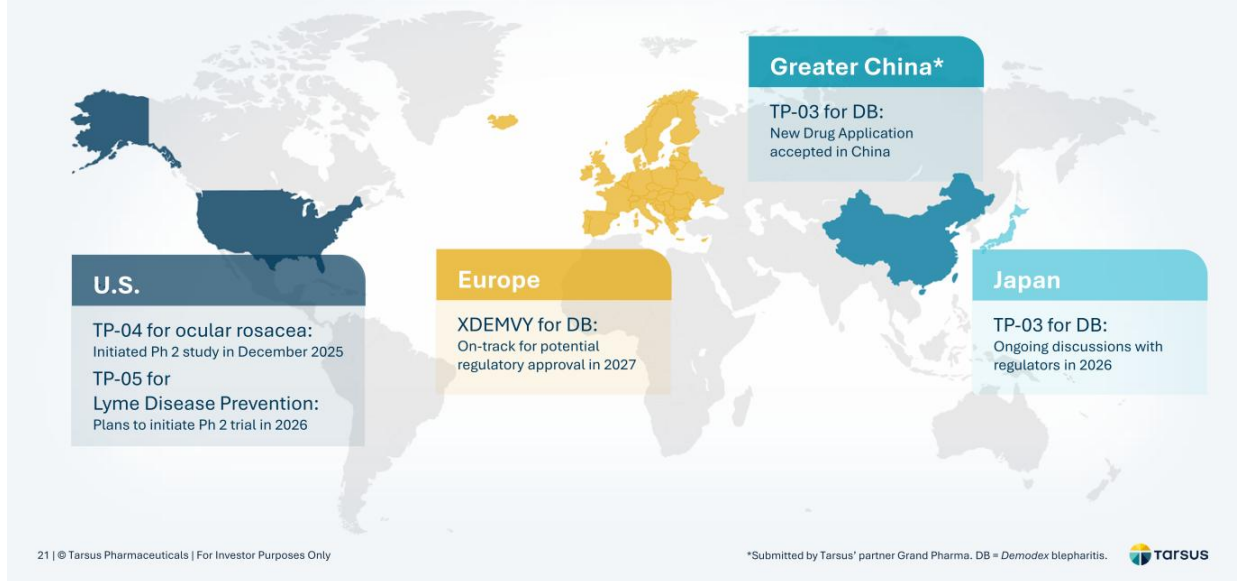 Greater China*
TP-03 for DB:
New Drug Application
accepted in China
U.S.
TP-04 for ocular rosacea:
Initiated Ph 2 study in December 2025
TP-05 for
Lyme Disease Prevention:
Plans to initiate Ph 2 trial in 2026
Europe
XDEMVY for DB:
On-track for potential
regulatory approval in 2027
Japan
TP-03 for DB:
Ongoing discussions with
regulators in 2026
21 | © Tarsus Pharmaceuticals | For Investor Purposes Only
*Submitted by Tarsus' partner Grand Pharma. DB = Demodex blepharitis.
TARSUS